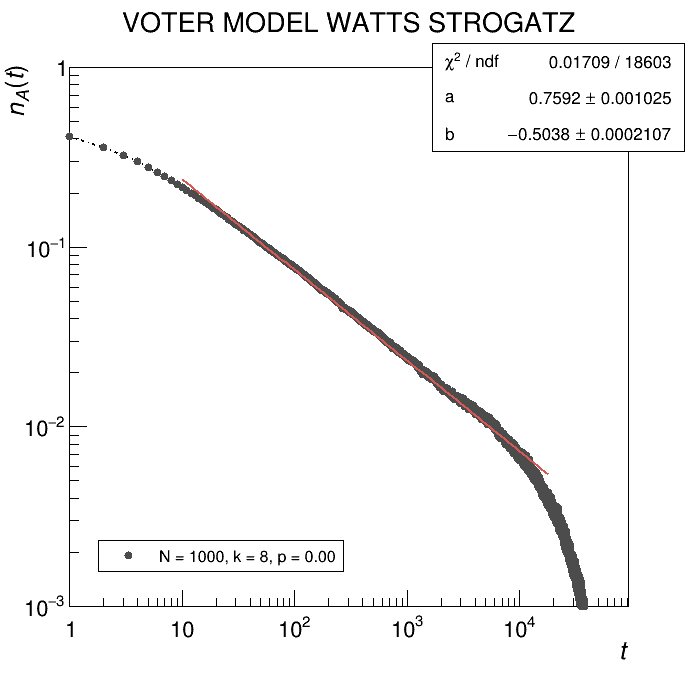 VOTER MODEL WATTS STROGATZ
χ² / ndf 0.01709 / 18603
a 0.7592 ± 0.001025
b −0.5038 ± 0.0002107
n_A(t)
1
10⁻¹
10⁻²
10⁻³
N = 1000, k = 8, p = 0.00
1 10 10² 10³ 10⁴
t